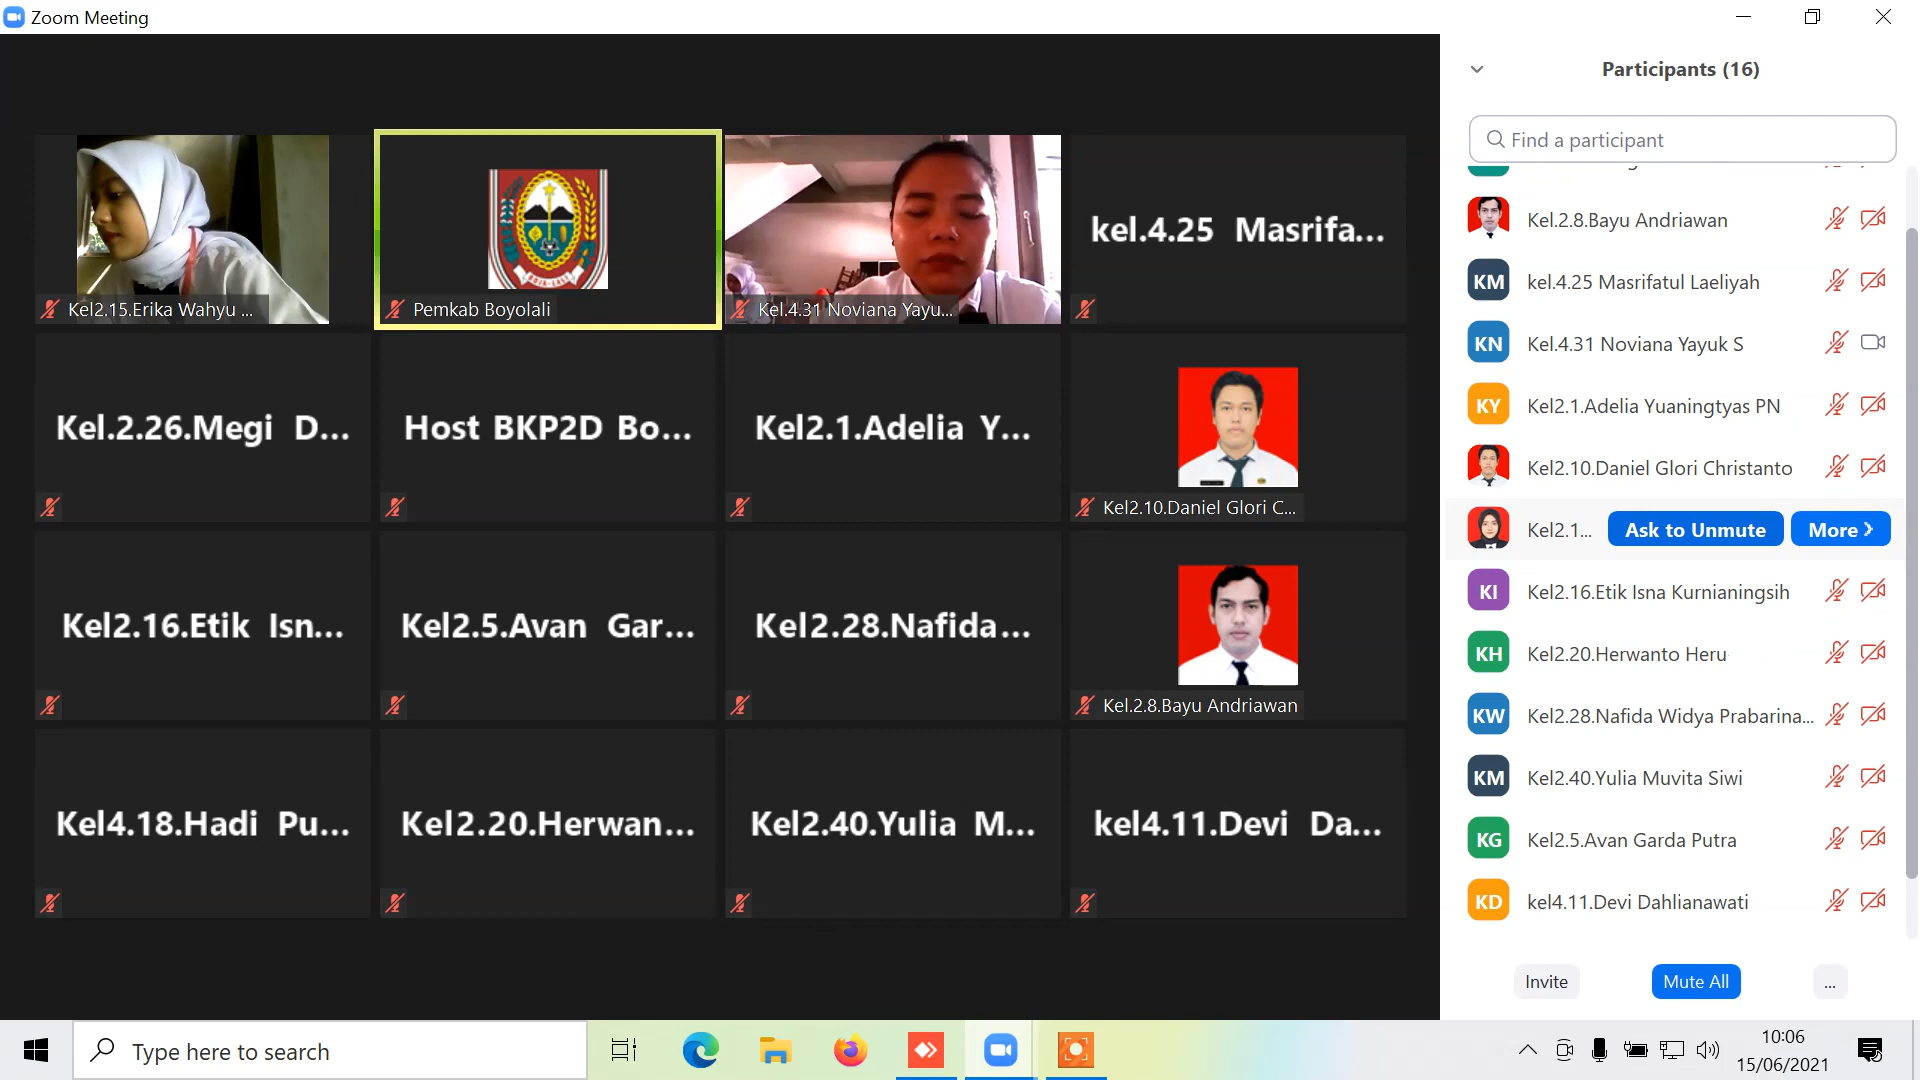 Zoom Meeting
Kel2.15.Erika Wahyu ...
Pemkab Boyolali
Kel.4.31 Noviana Yayu...
kel.4.25 Masrifa...
Kel.2.26.Megi D...
Host BKP2D Bo...
Kel2.1.Adelia Y...
Kel2.10.Daniel Glori C...
Kel2.16.Etik Isn...
Kel2.5.Avan Gar...
Kel2.28.Nafida...
Kel.2.8.Bayu Andriawan
Kel4.18.Hadi Pu...
Kel2.20.Herwan...
Kel2.40.Yulia M...
kel4.11.Devi Da...
Participants (16)
Find a participant
Kel.2.8.Bayu Andriawan
KM kel.4.25 Masrifatul Laeliyah
KN Kel.4.31 Noviana Yayuk S
KY Kel2.1.Adelia Yuaningtyas PN
Kel2.10.Daniel Glori Christanto
Kel2.1... Ask to Unmute More
KI Kel2.16.Etik Isna Kurnianingsih
KH Kel2.20.Herwanto Heru
KW Kel2.28.Nafida Widya Prabarina...
KM Kel2.40.Yulia Muvita Siwi
KG Kel2.5.Avan Garda Putra
KD kel4.11.Devi Dahlianawati
Invite Mute All ...
Type here to search
10:06
15/06/2021